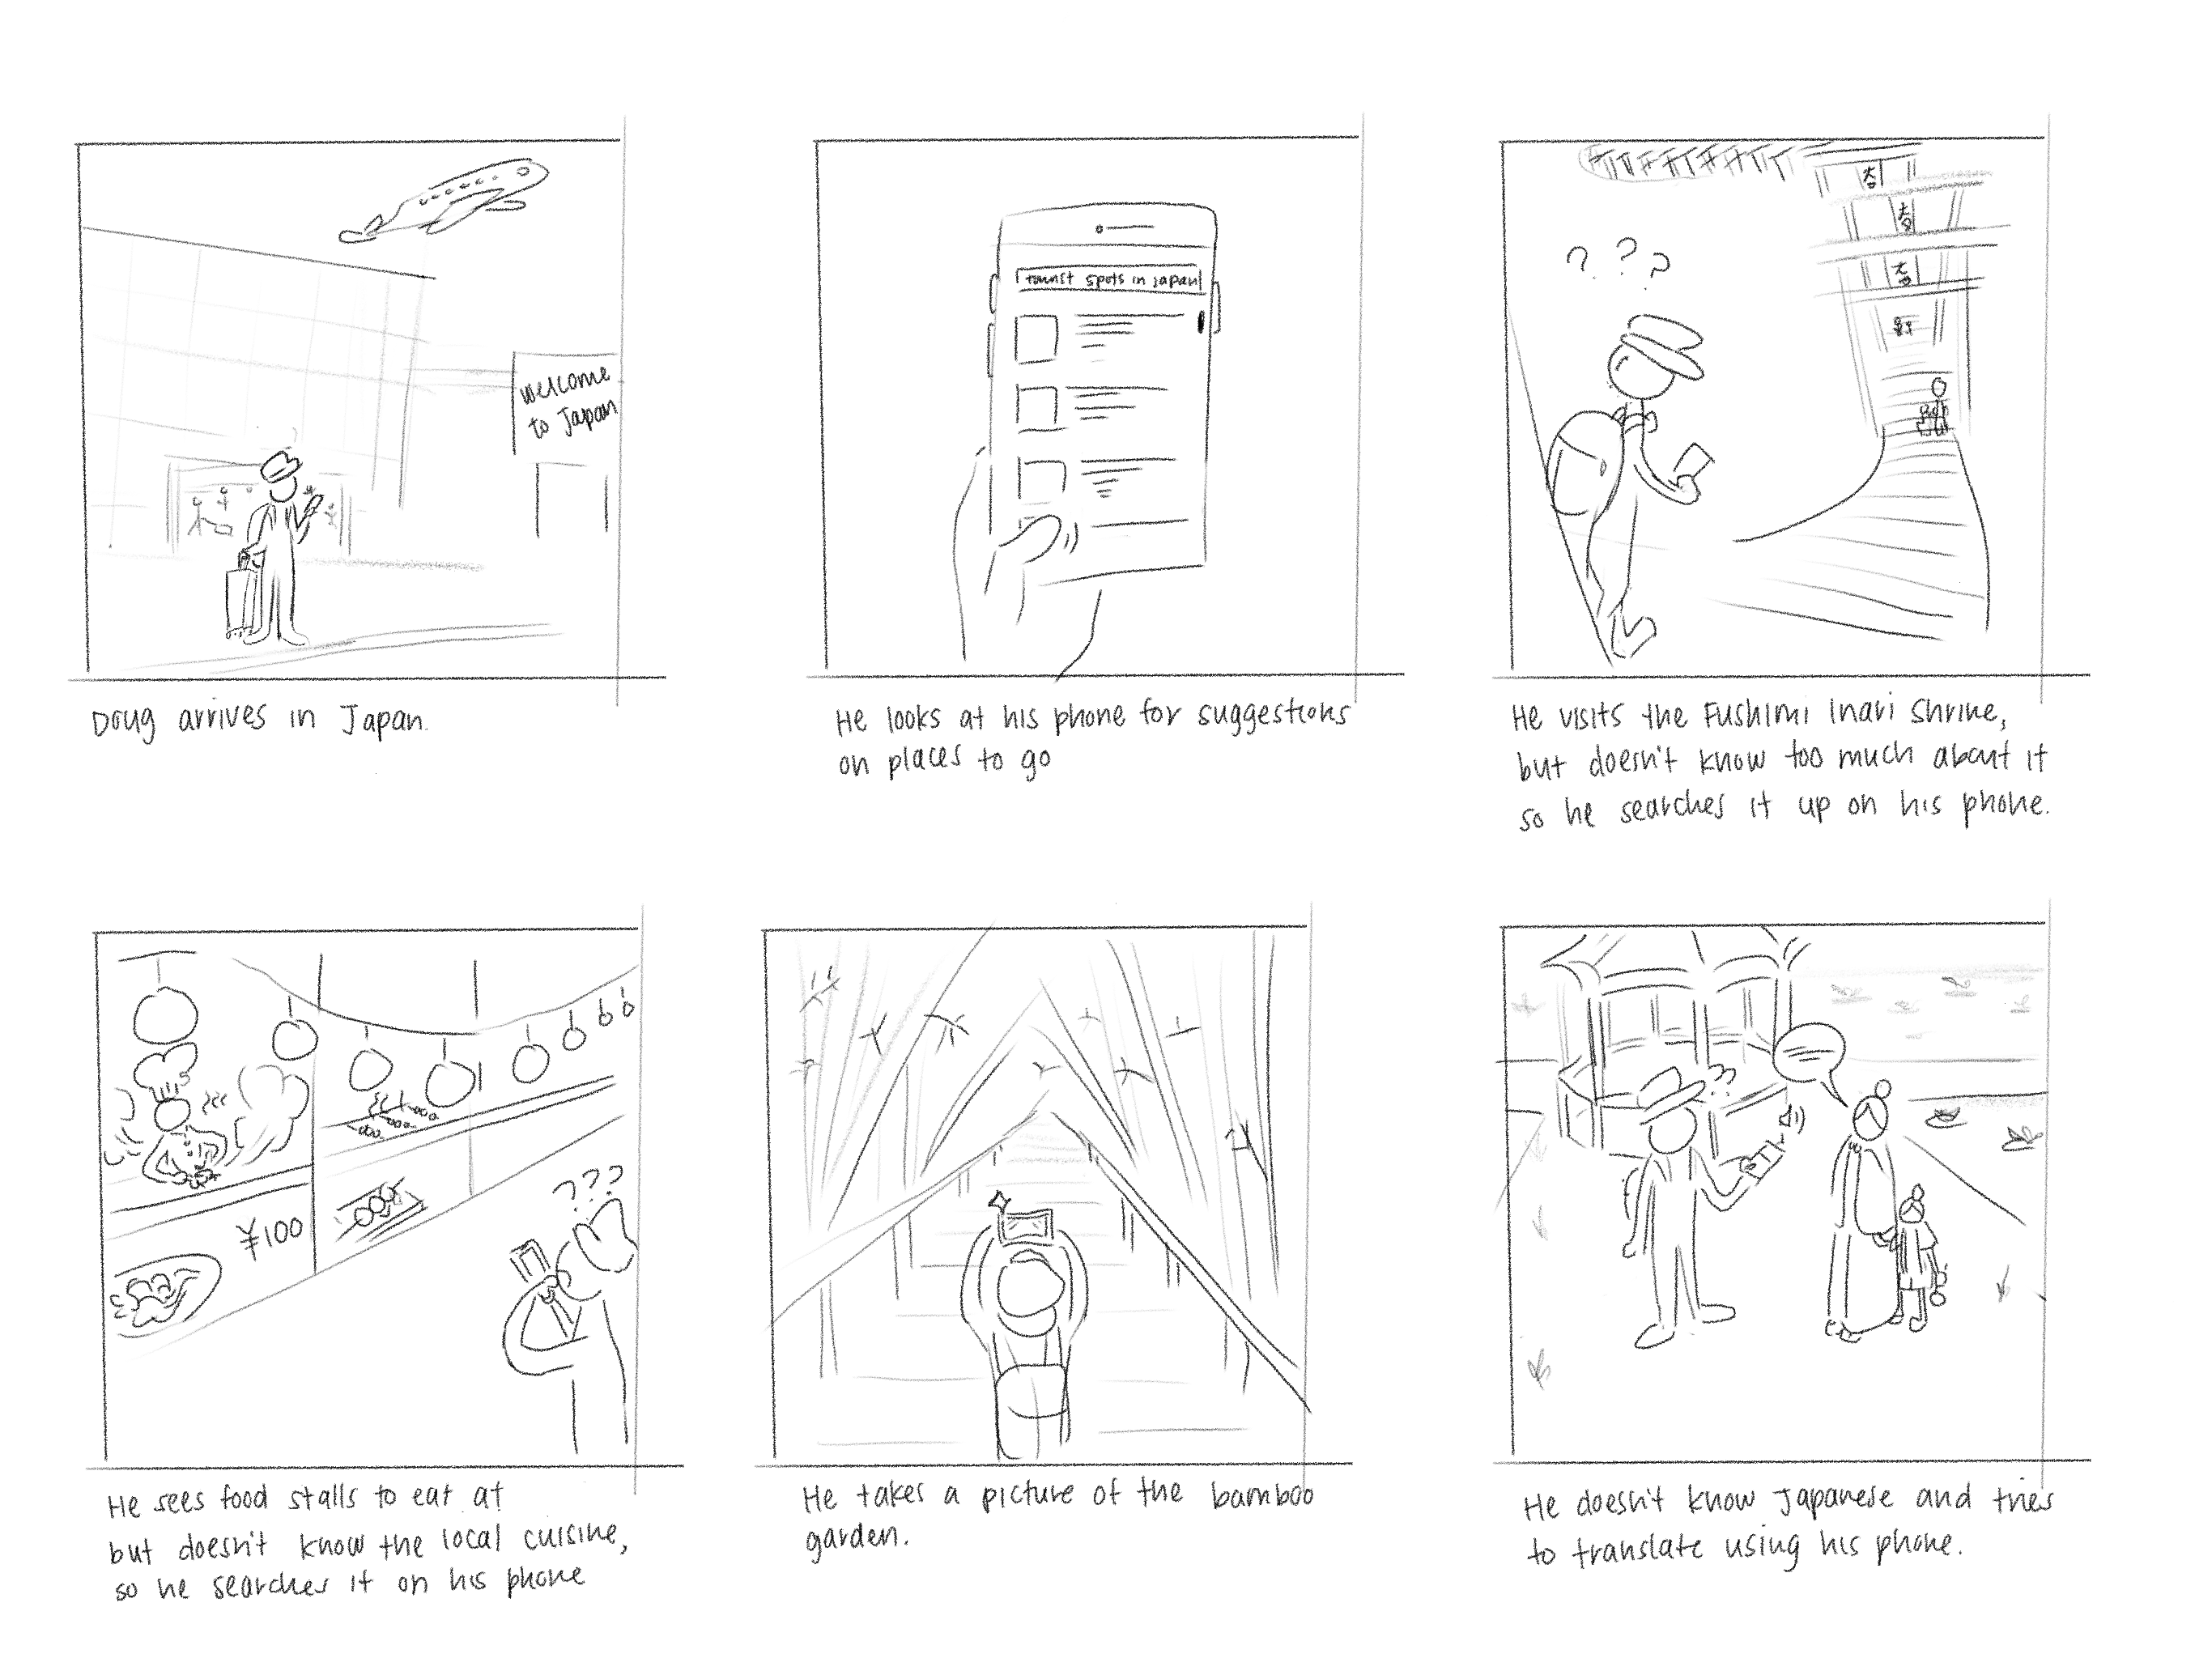 Welcome
to Japan
Doug arrives in Japan.
tourist spots in japan
He looks at his phone for suggestions
on places to go
? ? ?
He visits the Fushimi Inari Shrine,
but doesn't know too much about it
so he searches it up on his phone.
¥100
???
He sees food stalls to eat at
but doesn't know the local cuisine,
so he searches it on his phone
He takes a picture of the bamboo
garden.
??
He doesn't know Japanese and tries
to translate using his phone.